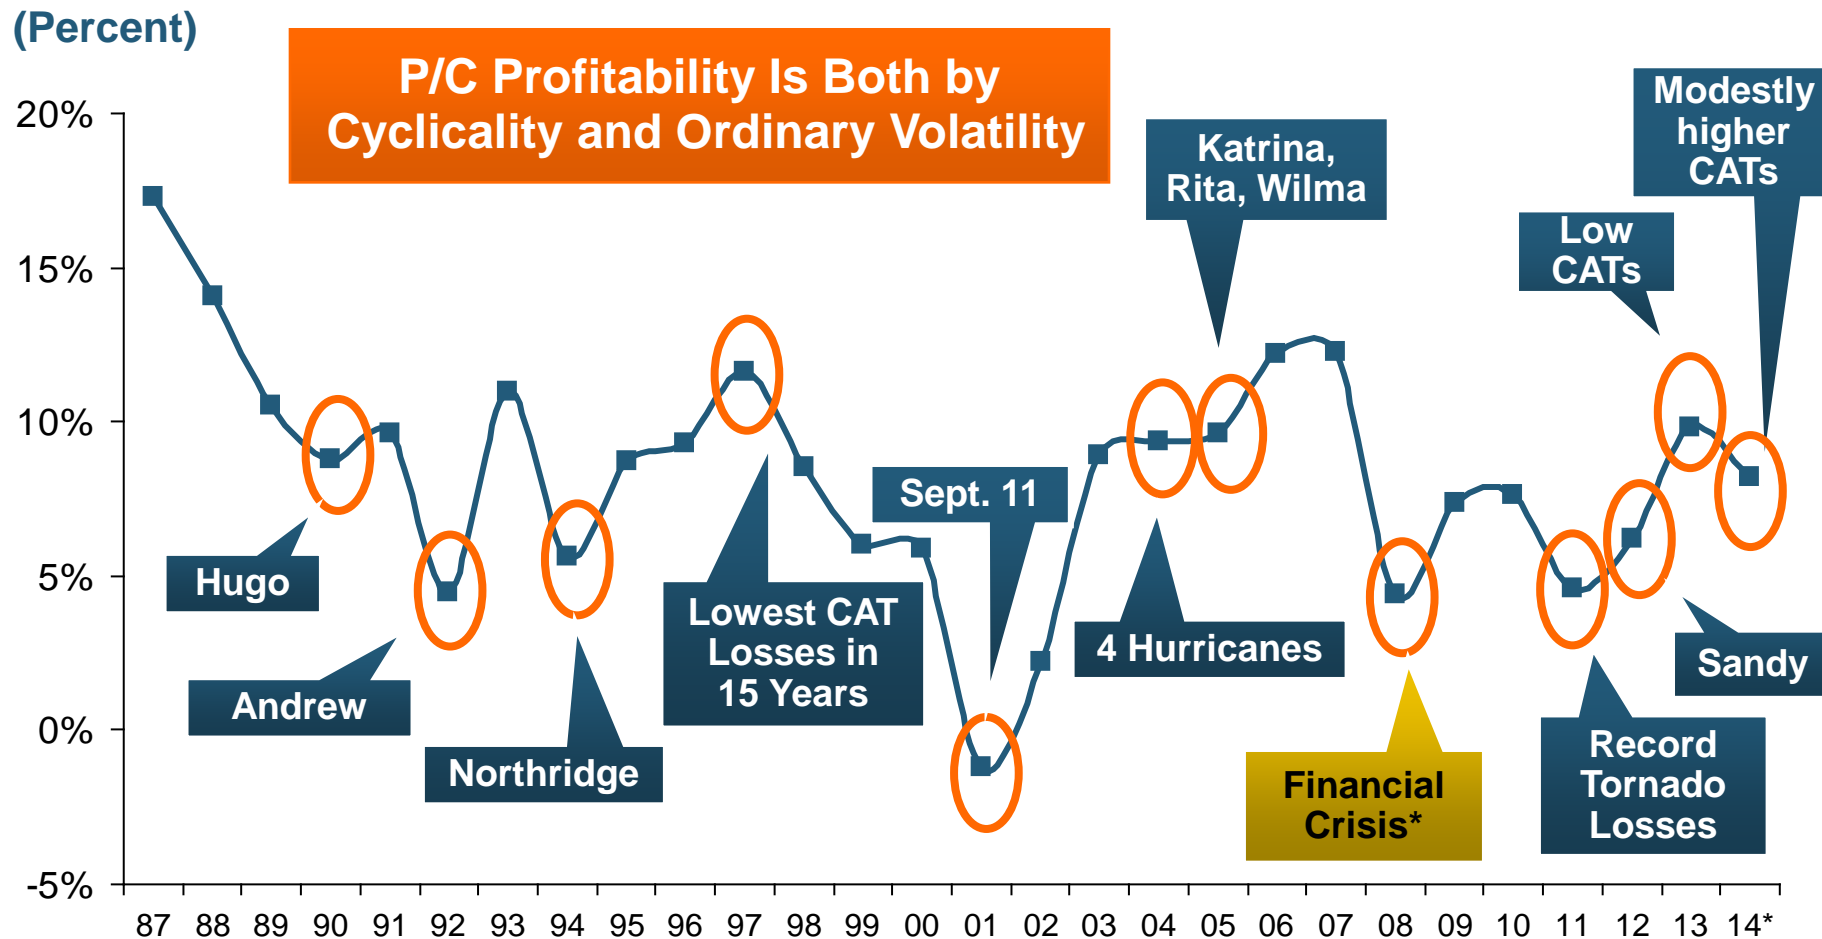 (Percent)
P/C Profitability Is Both by
Cyclicality and Ordinary Volatility
Modestly
higher
CATs
Katrina,
Rita, Wilma
Low
CATs
20%
15%
10%
5%
0%
-5%
Hugo
Andrew
Northridge
Lowest CAT
Losses in
15 Years
Sept. 11
4 Hurricanes
Financial
Crisis*
Record
Tornado
Losses
Sandy
87 88 89 90 91 92 93 94 95 96 97 98 99 00 01 02 03 04 05 06 07 08 09 10 11 12 13 14*